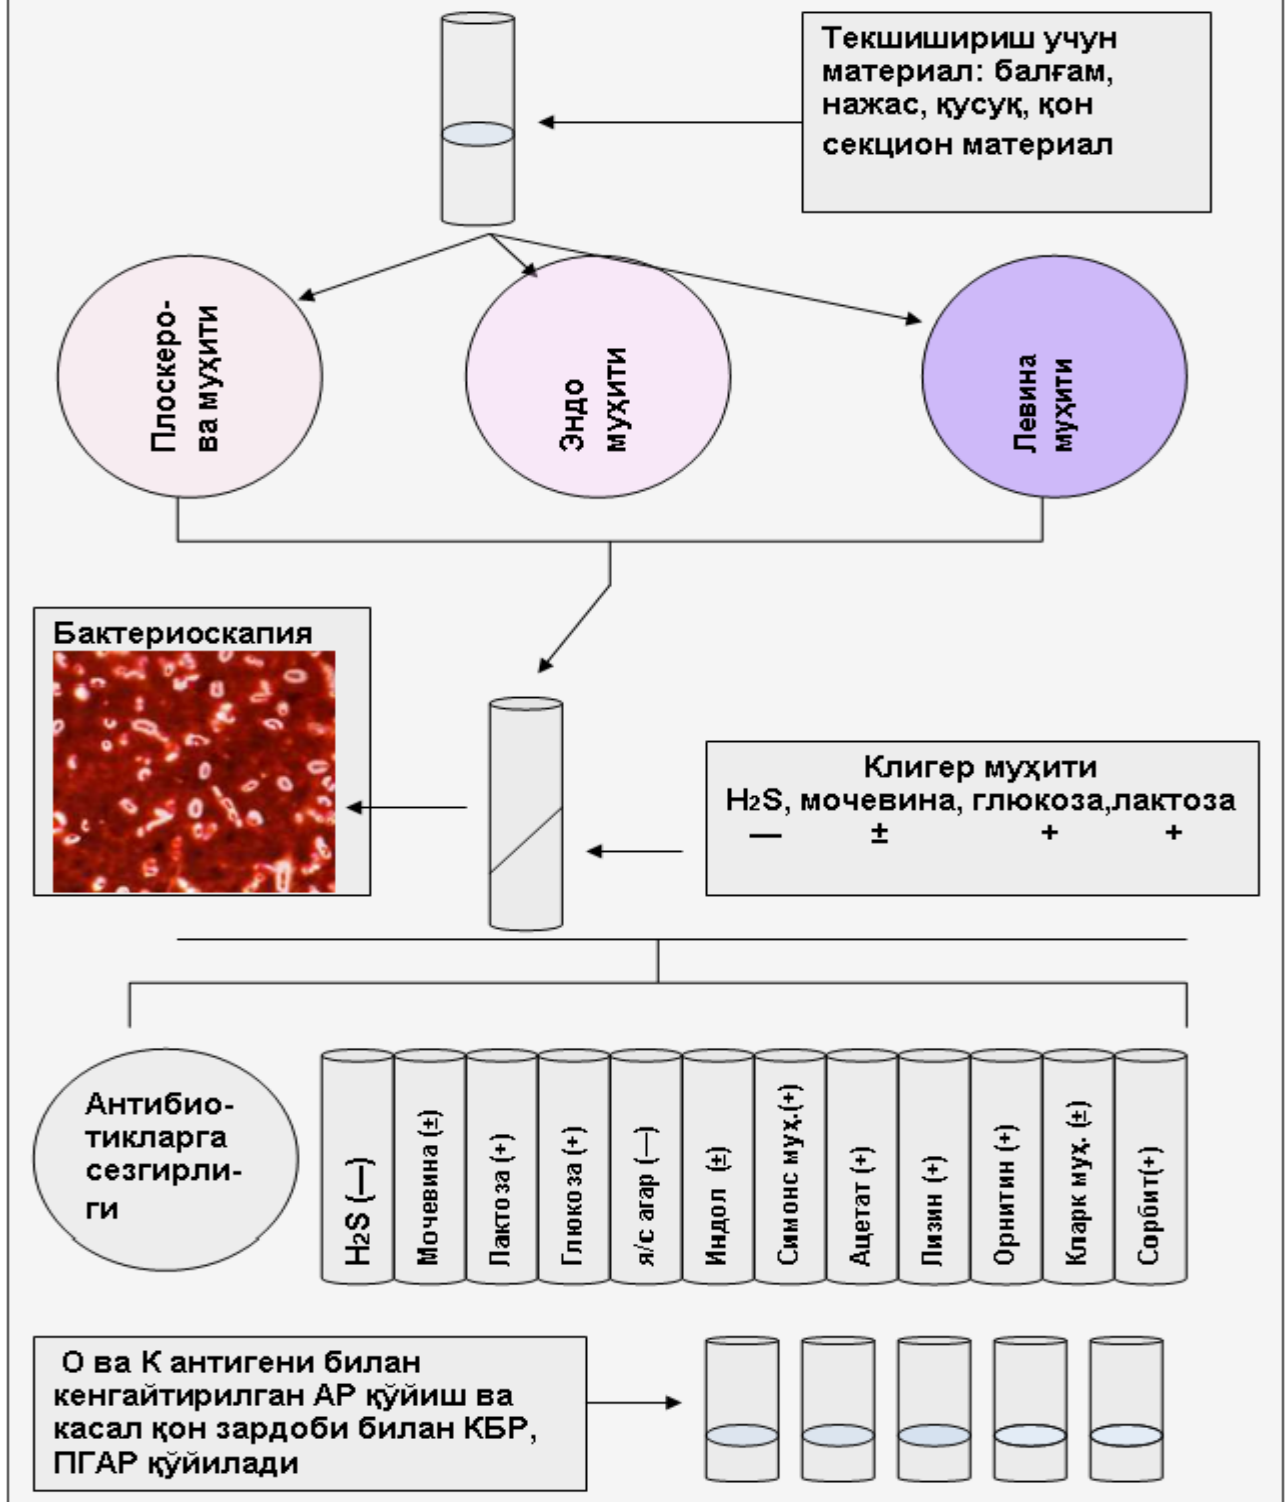 Текшишириш учун
материал: балғам,
нажас, қусуқ, қон
секцион материал
Плоскеро-
ва муҳити
Эндо
муҳити
Левина
муҳити
Бактериоскапия
Клигер муҳити
H₂S, мочевина, глюкоза,лактоза
— ± + +
Антибио-
тикларга
сезгирли-
ги
H₂S (—)
Мочевина (±)
Лактоза (+)
Глюкоза (+)
я/с агар (—)
Индол (±)
Симонс муҳ.(+)
Ацетат (+)
Лизин (+)
Орнитин (+)
Кларк муҳ. (±)
Сорбит(+)
О ва К антигени билан
кенгайтирилган АР қўйиш ва
касал қон зардоби билан КБР,
ПГАР қўйилади